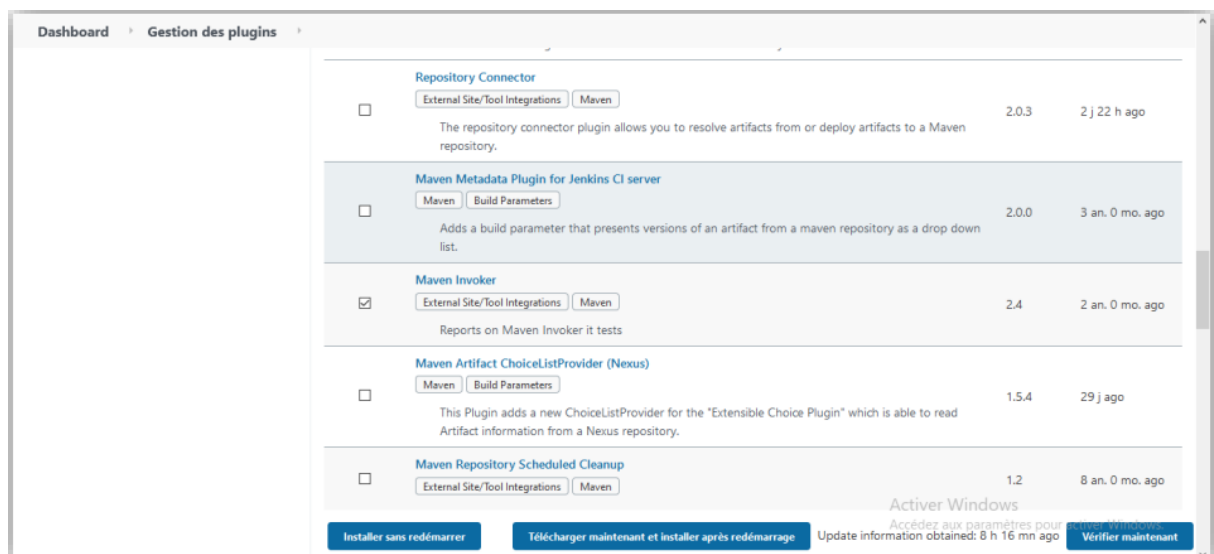 Dashboard
Gestion des plugins
Repository Connector
External Site/Tool Integrations Maven
The repository connector plugin allows you to resolve artifacts from or deploy artifacts to a Maven
repository.
2.0.3 2 j 22 h ago
Maven Metadata Plugin for Jenkins CI server
Maven Build Parameters
Adds a build parameter that presents versions of an artifact from a maven repository as a drop down
list.
2.0.0 3 an. 0 mo. ago
Maven Invoker
External Site/Tool Integrations Maven
Reports on Maven Invoker it tests
2.4 2 an. 0 mo. ago
Maven Artifact ChoiceListProvider (Nexus)
Maven Build Parameters
This Plugin adds a new ChoiceListProvider for the "Extensible Choice Plugin" which is able to read
Artifact information from a Nexus repository.
1.5.4 29 j ago
Maven Repository Scheduled Cleanup
External Site/Tool Integrations Maven
1.2 8 an. 0 mo. ago
Activer Windows
Accédez aux paramètres pour activer Windows.
Installer sans redémarrer
Télécharger maintenant et installer après redémarrage
Update information obtained: 8 h 16 mn ago
Vérifier maintenant